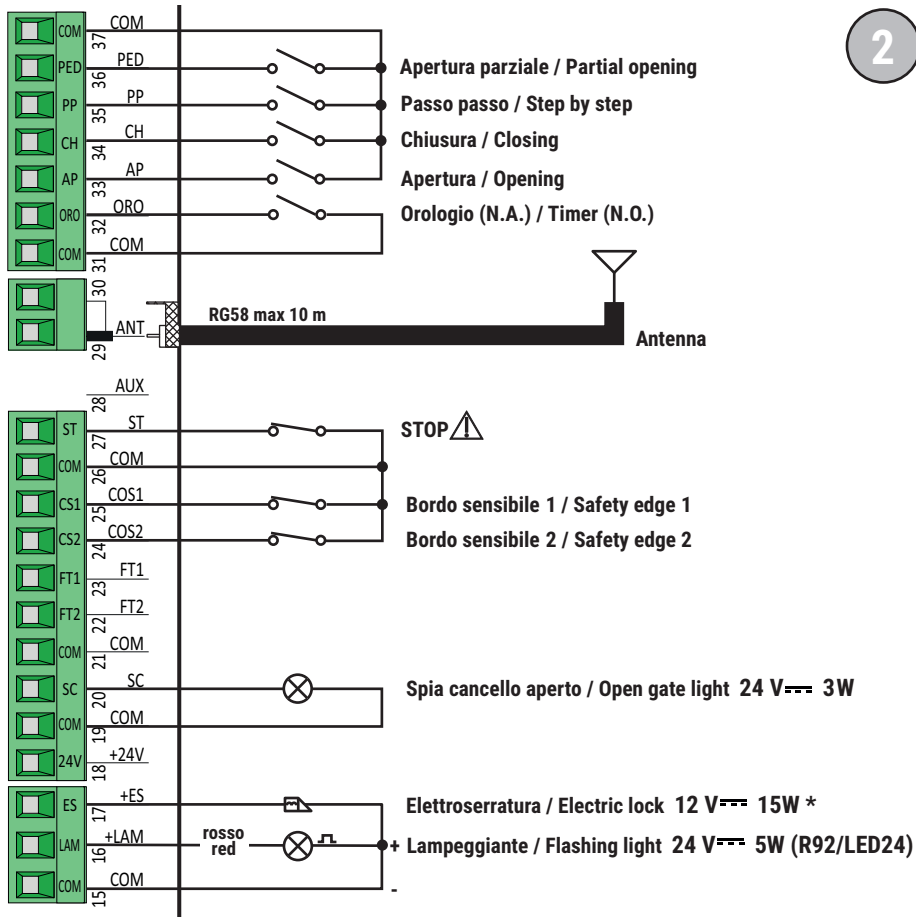 2
COM COM 37
PED PED 36 Apertura parziale / Partial opening
PP PP 35 Passo passo / Step by step
CH CH 34 Chiusura / Closing
AP AP 33 Apertura / Opening
ORO ORO 32 Orologio (N.A.) / Timer (N.O.)
COM COM 31
30
RG58 max 10 m
ANT 29 Antenna
AUX 28
ST ST 27 STOP
COM COM 26
CS1 COS1 25 Bordo sensibile 1 / Safety edge 1
CS2 COS2 24 Bordo sensibile 2 / Safety edge 2
FT1 FT1 23
FT2 FT2 22
COM COM 21
SC SC 20 Spia cancello aperto / Open gate light 24 V 3W
COM COM 19
24V +24V 18
ES +ES 17 Elettroserratura / Electric lock 12 V 15W *
LAM +LAM 16 rosso red + Lampeggiante / Flashing light 24 V 5W (R92/LED24)
COM COM 15 -